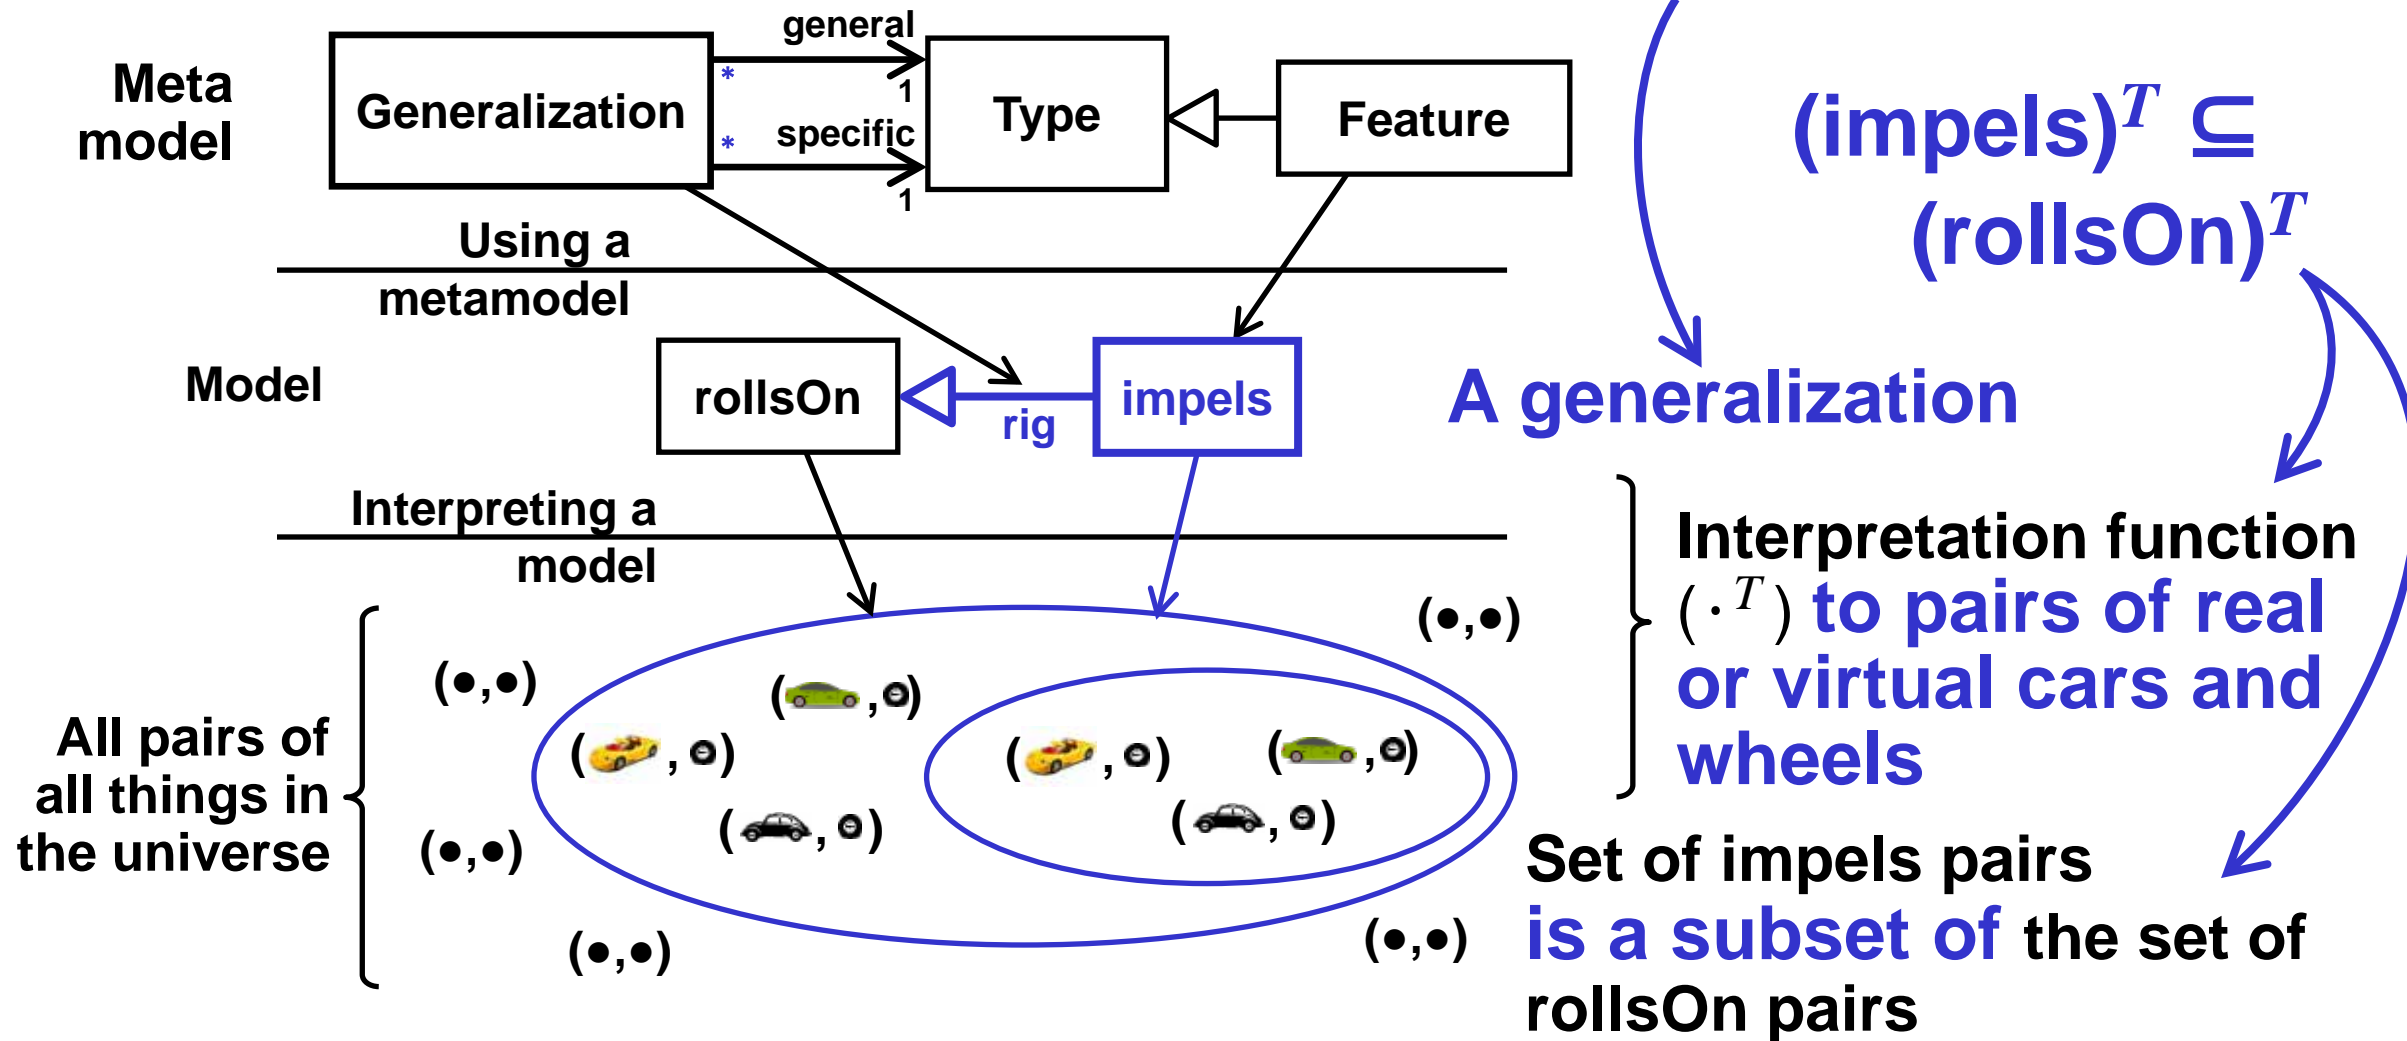 Meta
model
Generalization
general
*
1
specific
*
1
Type
Feature
(impels)ᵀ ⊆
(rollsOn)ᵀ
Using a
metamodel
Model
rollsOn
rig
impels
A generalization
Interpreting a
model
Interpretation function
(·ᵀ) to pairs of real
or virtual cars and
wheels
All pairs of
all things in
the universe
(●,●)
(●,●)
( , )
( , )
( , )
( , )
( , )
( , )
(●,●)
(●,●)
(●,●)
Set of impels pairs
is a subset of the set of
rollsOn pairs